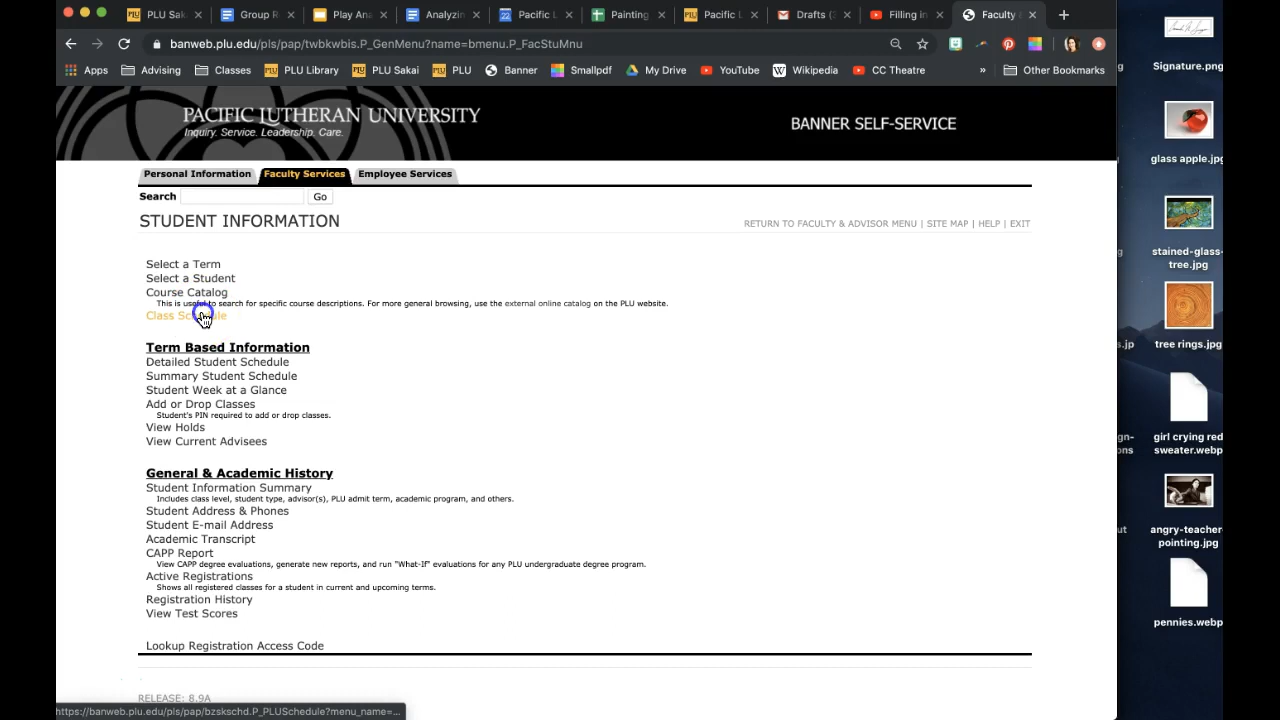 PLU Sak
Group R
Play Ana
Analyzin
Pacific L
Painting
Pacific L
Drafts (
Filling in
Faculty
banweb.plu.edu/pls/pap/twbkwbis.P_GenMenu?name=bmenu.P_FacStuMnu
Apps Advising Classes PLU Library PLU Sakai PLU Banner Smallpdf My Drive YouTube Wikipedia CC Theatre » Other Bookmarks
PACIFIC LUTHERAN UNIVERSITY
Inquiry. Service. Leadership. Care.
BANNER SELF-SERVICE
Personal Information Faculty Services Employee Services
Search Go
STUDENT INFORMATION
RETURN TO FACULTY & ADVISOR MENU | SITE MAP | HELP | EXIT
Select a Term
Select a Student
Course Catalog
This is useful to search for specific course descriptions. For more general browsing, use the external online catalog on the PLU website.
Class Schedule
Term Based Information
Detailed Student Schedule
Summary Student Schedule
Student Week at a Glance
Add or Drop Classes
Student's PIN required to add or drop classes.
View Holds
View Current Advisees
General & Academic History
Student Information Summary
Includes class level, student type, advisor(s), PLU admit term, academic program, and others.
Student Address & Phones
Student E-mail Address
Academic Transcript
CAPP Report
View CAPP degree evaluations, generate new reports, and run "What-If" evaluations for any PLU undergraduate degree program.
Active Registrations
Shows all registered classes for a student in current and upcoming terms.
Registration History
View Test Scores
Lookup Registration Access Code
RELEASE: 8.9A
https://banweb.plu.edu/pls/pap/bzskschd.P_PLUSchedule?menu_name=...
Signature.png
glass apple.jpg
stained-glass-
tree.jpg
tree rings.jpg
girl crying red
sweater.webp
angry-teacher-
pointing.jpg
pennies.webp